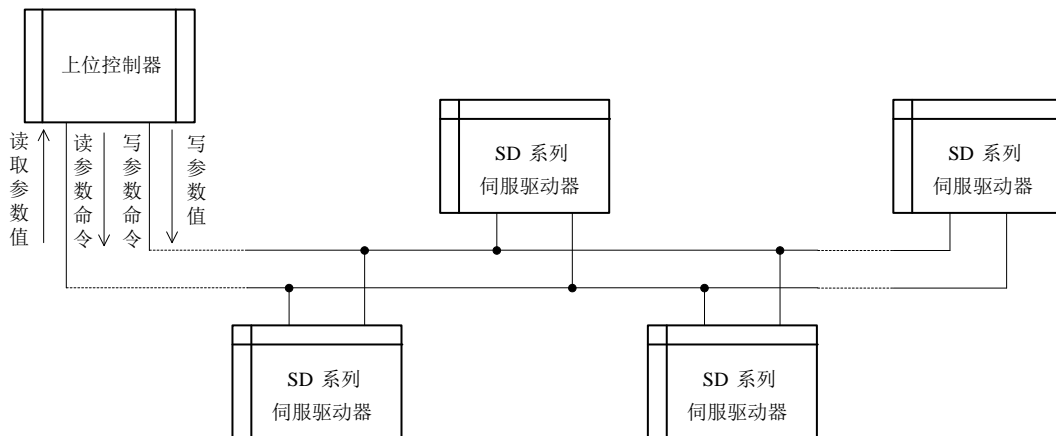 上位控制器
读取参数值
读参数命令
写参数命令
写参数值
SD 系列
伺服驱动器
SD 系列
伺服驱动器
SD 系列
伺服驱动器
SD 系列
伺服驱动器